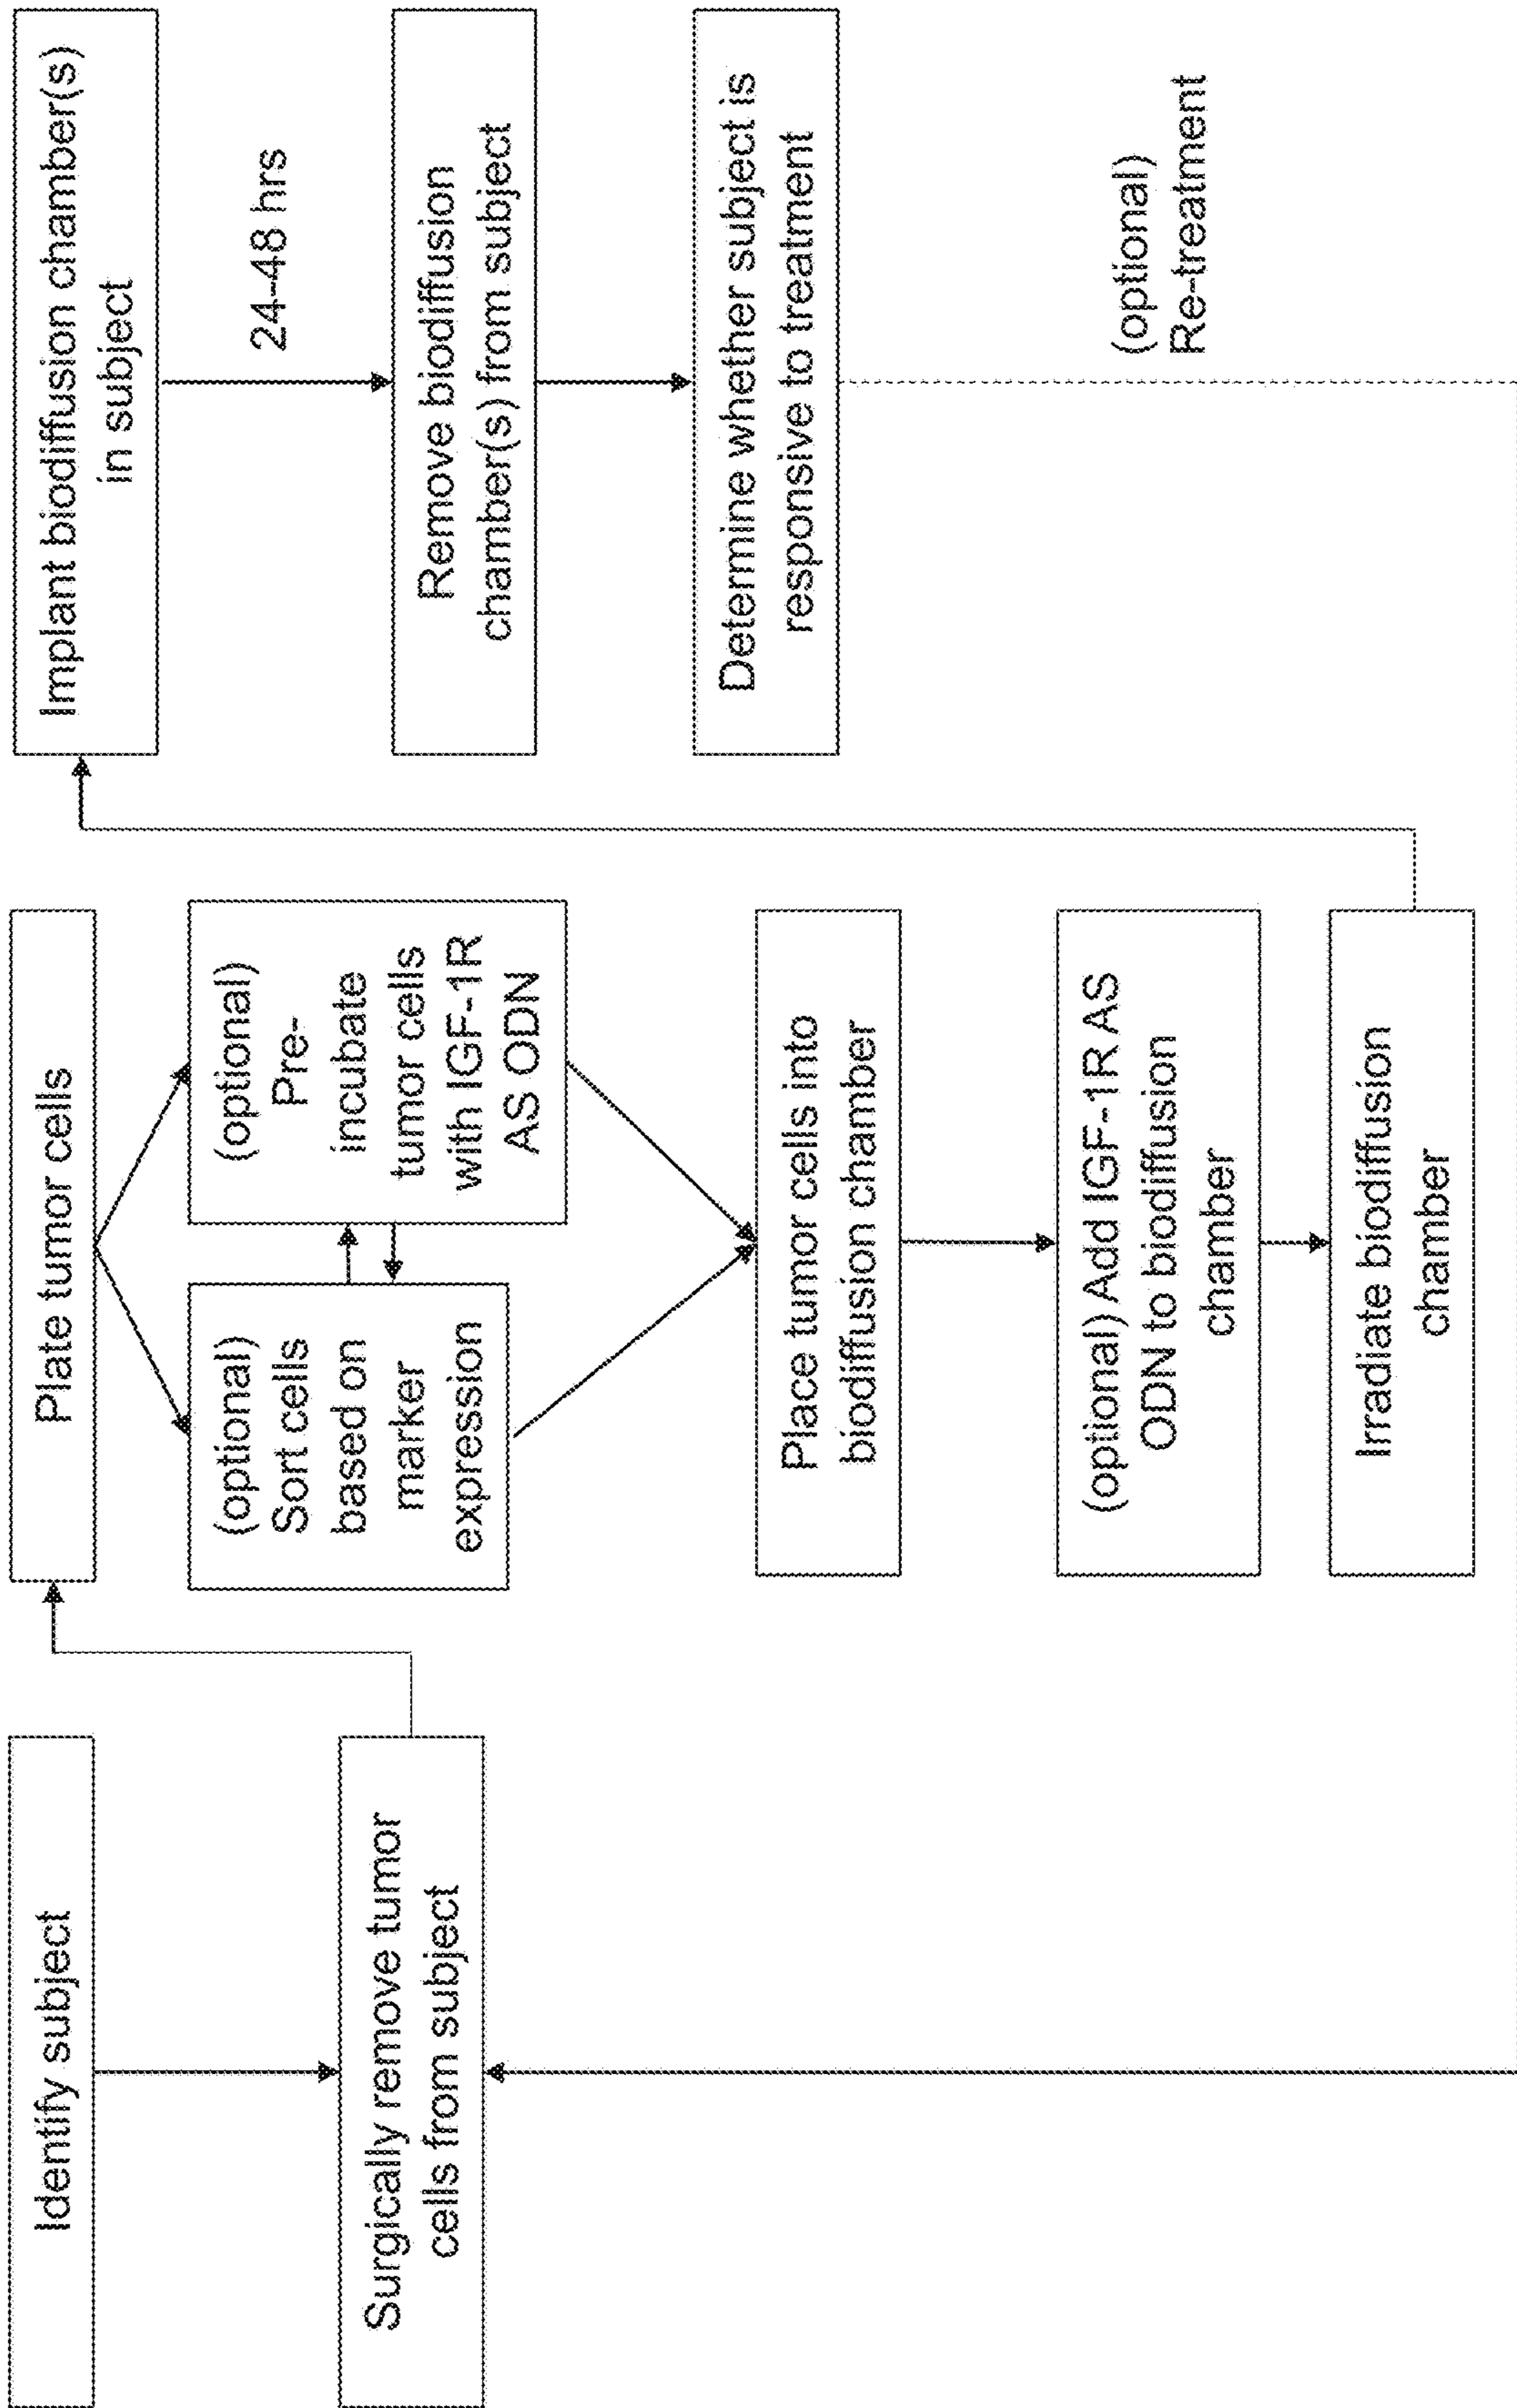 Identify subject
Surgically remove tumor
cells from subject
Plate tumor cells
(optional)
Sort cells
based on
marker
expression
(optional)
Pre-
incubate
tumor cells
with IGF-1R
AS ODN
Place tumor cells into
biodiffusion chamber
(optional) Add IGF-1R AS
ODN to biodiffusion
chamber
Irradiate biodiffusion
chamber
Implant biodiffusion chamber(s)
in subject
24-48 hrs
Remove biodiffusion
chamber(s) from subject
Determine whether subject is
responsive to treatment
(optional)
Re-treatment